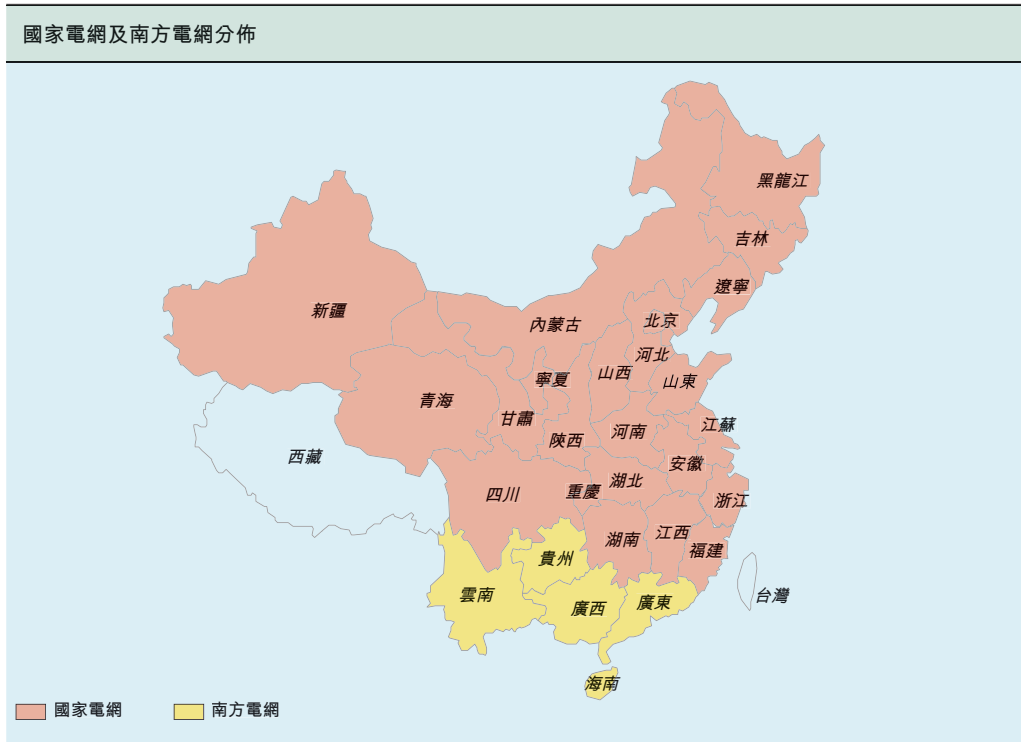 國家電網及南方電網分佈
黑龍江
吉林
遼寧
新疆
內蒙古
北京
河北
山西
寧夏
山東
青海
甘肅
江蘇
河南
陝西
西藏
安徽
湖北
四川
重慶
浙江
江西
湖南
福建
貴州
雲南
台灣
廣東
廣西
海南
國家電網
南方電網